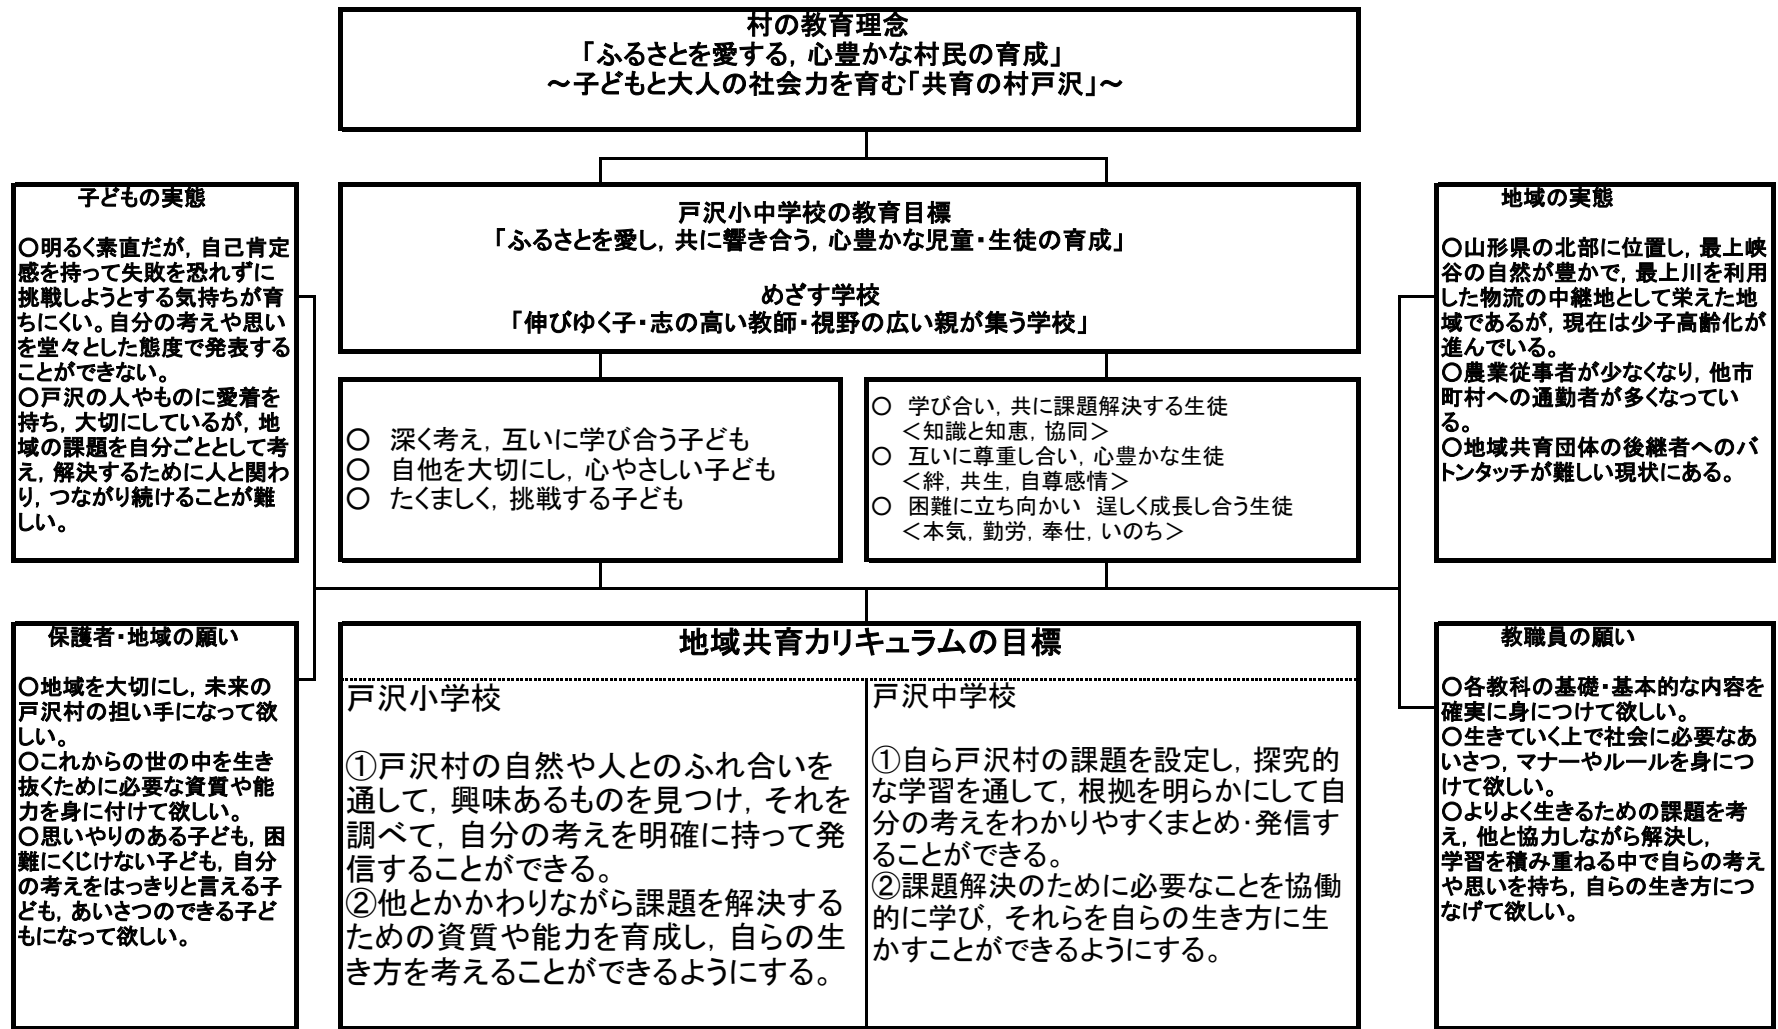 村の教育理念
「ふるさとを愛する，心豊かな村民の育成」
～子どもと大人の社会力を育む「共育の村戸沢」～
子どもの実態
○明るく素直だが，自己肯定
感を持って失敗を恐れずに
挑戦しようとする気持ちが育
ちにくい。自分の考えや思い
を堂々とした態度で発表する
ことができない。
○戸沢の人やものに愛着を
持ち，大切にしているが，地
域の課題を自分ごととして考
え，解決するために人と関わ
り，つながり続けることが難
しい。
戸沢小中学校の教育目標
「ふるさとを愛し，共に響き合う，心豊かな児童・生徒の育成」
めざす学校
「伸びゆく子・志の高い教師・視野の広い親が集う学校」
○　深く考え，互いに学び合う子ども
○　自他を大切にし，心やさしい子ども
○　たくましく，挑戦する子ども
○　学び合い，共に課題解決する生徒
＜知識と知恵，協同＞
○　互いに尊重し合い，心豊かな生徒
＜絆，共生，自尊感情＞
○　困難に立ち向かい　逞しく成長し合う生徒
＜本気，勤労，奉仕，いのち＞
地域の実態
○山形県の北部に位置し，最上峡
谷の自然が豊かで，最上川を利用
した物流の中継地として栄えた地
域であるが，現在は少子高齢化が
進んでいる。
○農業従事者が少なくなり，他市
町村への通勤者が多くなってい
る。
○地域共育団体の後継者へのバ
トンタッチが難しい現状にある。
保護者・地域の願い
○地域を大切にし，未来の
戸沢村の担い手になって欲
しい。
○これからの世の中を生き
抜くために必要な資質や能
力を身に付けて欲しい。
○思いやりのある子ども，困
難にくじけない子ども，自分
の考えをはっきりと言える子
ども，あいさつのできる子ど
もになって欲しい。
地域共育カリキュラムの目標
戸沢小学校
①戸沢村の自然や人とのふれ合いを
通して，興味あるものを見つけ，それを
調べて，自分の考えを明確に持って発
信することができる。
②他とかかわりながら課題を解決する
ための資質や能力を育成し，自らの生
き方を考えることができるようにする。
戸沢中学校
①自ら戸沢村の課題を設定し，探究的
な学習を通して，根拠を明らかにして自
分の考えをわかりやすくまとめ・発信す
ることができる。
②課題解決のために必要なことを協働
的に学び，それらを自らの生き方に生
かすことができるようにする。
教職員の願い
○各教科の基礎・基本的な内容を
確実に身につけて欲しい。
○生きていく上で社会に必要なあ
いさつ，マナーやルールを身につ
けて欲しい。
○よりよく生きるための課題を考
え，他と協力しながら解決し，
学習を積み重ねる中で自らの考え
や思いを持ち，自らの生き方につ
なげて欲しい。